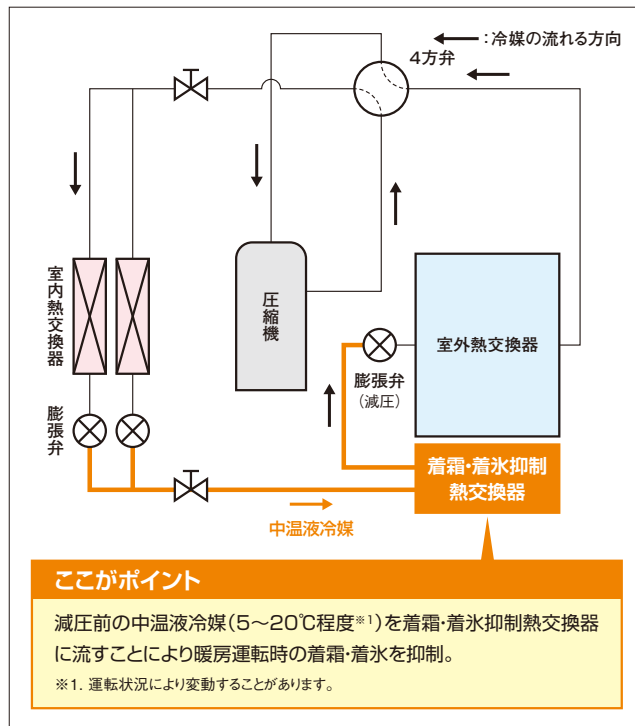 ：冷媒の流れる方向
4方弁
室内熱交換器
圧縮機
室外熱交換器
膨張弁
（減圧）
膨張弁
着霜・着氷抑制
熱交換器
中温液冷媒
ここがポイント
減圧前の中温液冷媒（5～20℃程度※1）を着霜・着氷抑制熱交換器
に流すことにより暖房運転時の着霜・着氷を抑制。
※1. 運転状況により変動することがあります。